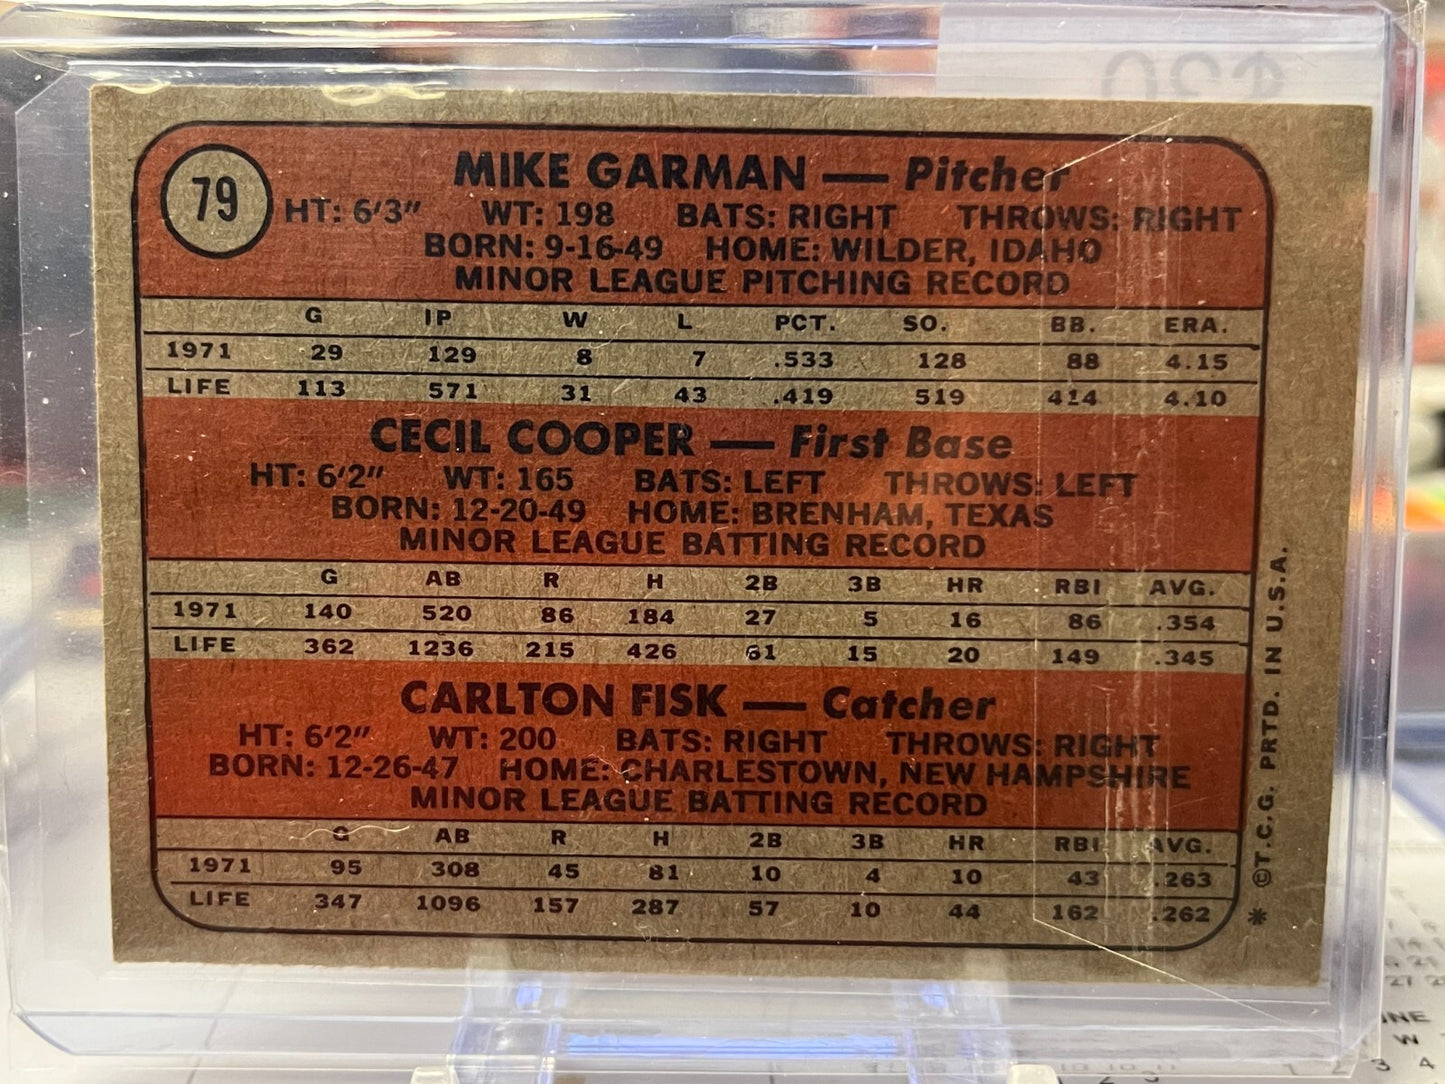 79
MIKE GARMAN — Pitcher
HT: 6'3" WT: 198 BATS: RIGHT THROWS: RIGHT
BORN: 9-16-49 HOME: WILDER, IDAHO
MINOR LEAGUE PITCHING RECORD
G IP W L PCT. SO. BB. ERA.
1971 29 129 8 7 .533 128 88 4.15
LIFE 113 571 31 43 .419 519 414 4.10
CECIL COOPER — First Base
HT: 6'2" WT: 165 BATS: LEFT THROWS: LEFT
BORN: 12-20-49 HOME: BRENHAM, TEXAS
MINOR LEAGUE BATTING RECORD
G AB R H 2B 3B HR RBI AVG.
1971 140 520 86 184 27 5 16 86 .354
LIFE 362 1236 215 426 61 15 20 149 .345
CARLTON FISK — Catcher
HT: 6'2" WT: 200 BATS: RIGHT THROWS: RIGHT
BORN: 12-26-47 HOME: CHARLESTOWN, NEW HAMPSHIRE
MINOR LEAGUE BATTING RECORD
G AB R H 2B 3B HR RBI AVG.
1971 95 308 45 81 10 4 10 43 .263
LIFE 347 1096 157 287 57 10 44 162 .262
* ©T.C.G. PRTD. IN U.S.A.